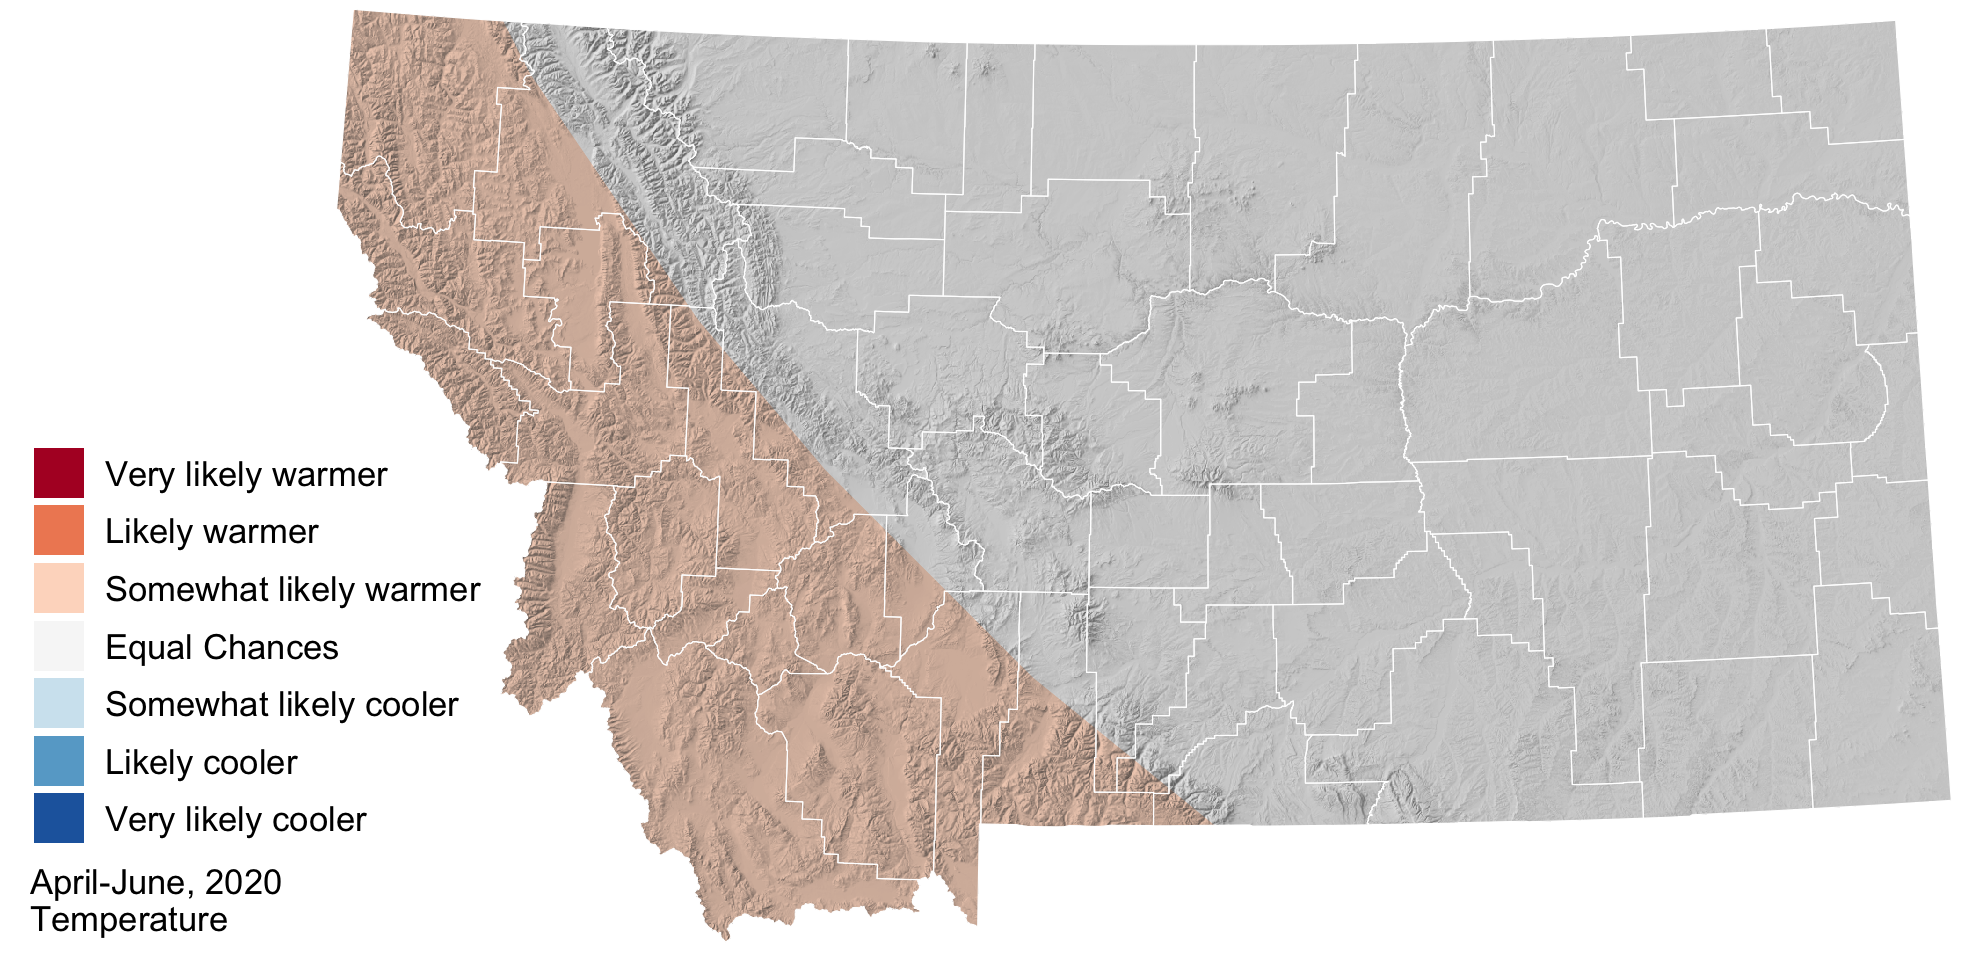 Very likely warmer
Likely warmer
Somewhat likely warmer
Equal Chances
Somewhat likely cooler
Likely cooler
Very likely cooler
April-June, 2020
Temperature